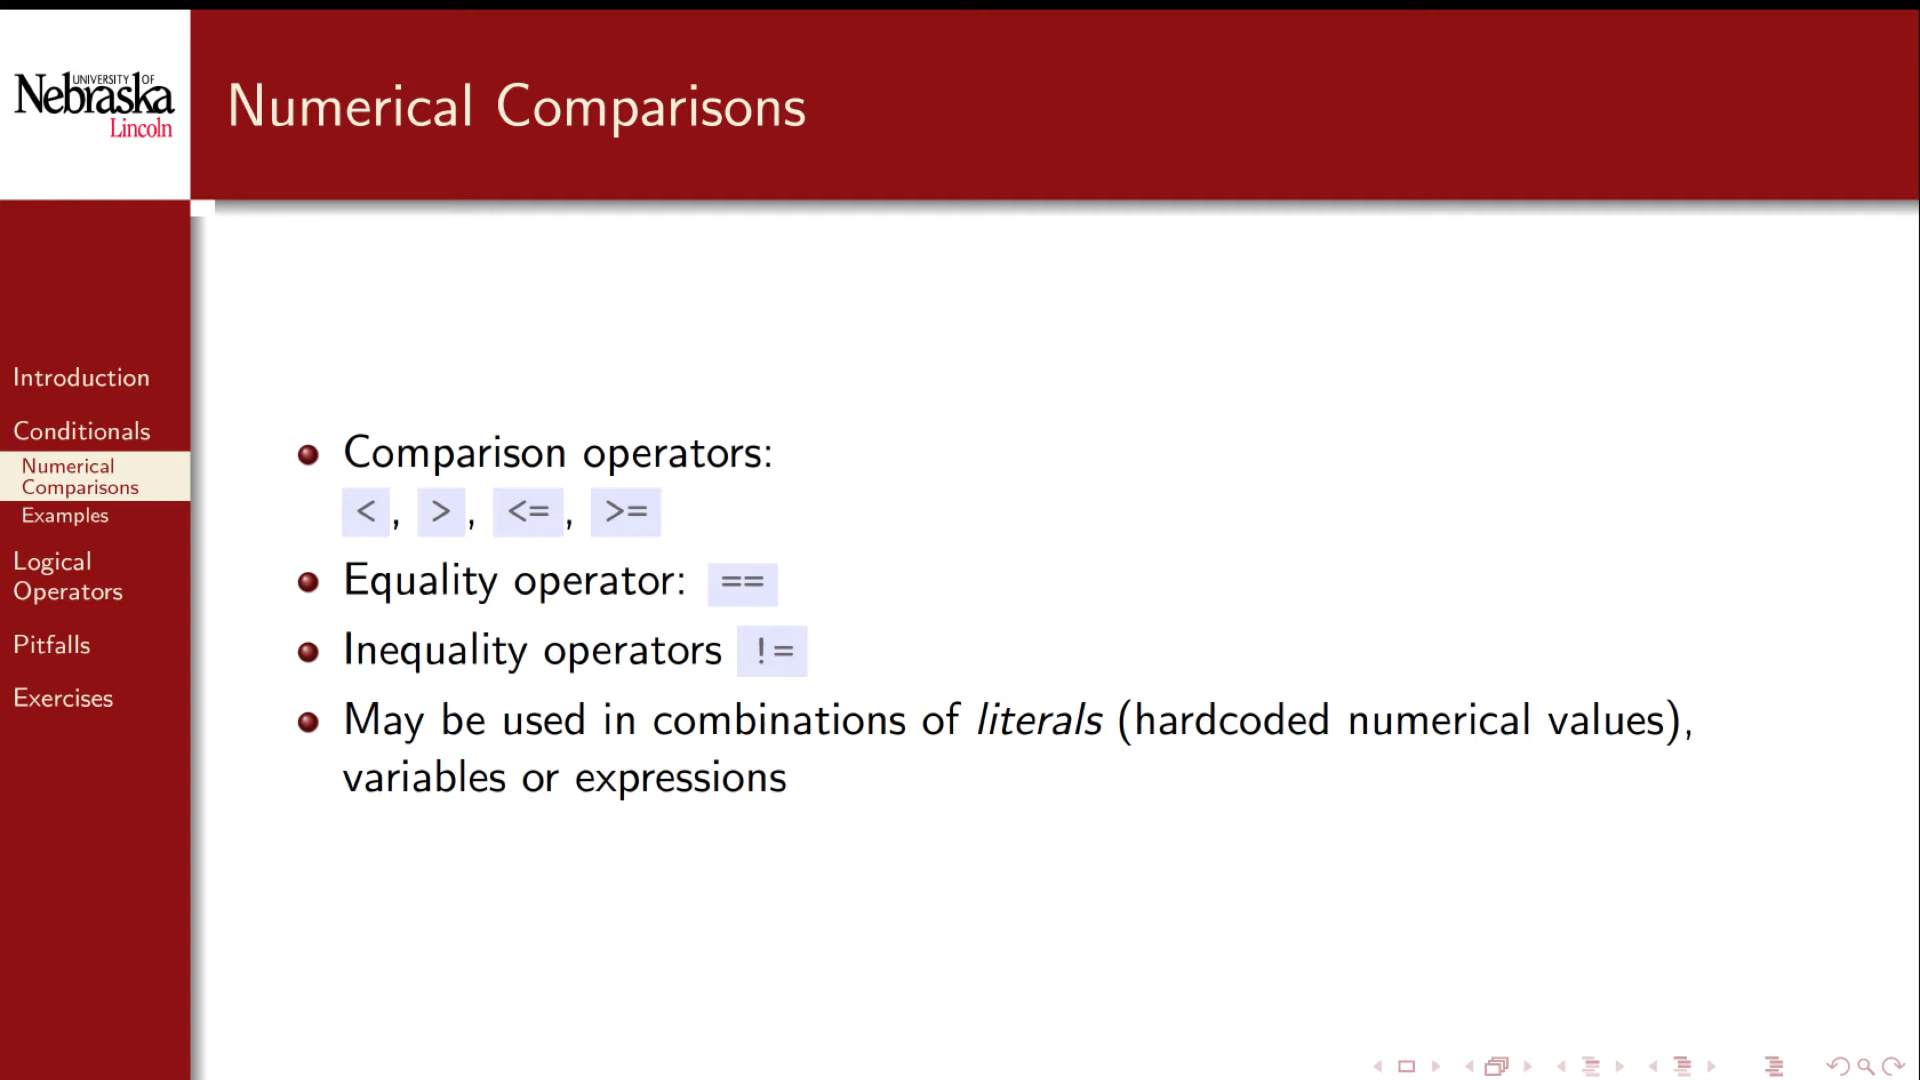 UNIVERSITY OF
Nebraska
Lincoln
Numerical Comparisons
Introduction
Conditionals
Numerical
Comparisons
Examples
Logical
Operators
Pitfalls
Exercises
Comparison operators:
<, >, <=, >=
Equality operator: ==
Inequality operators !=
May be used in combinations of literals (hardcoded numerical values),
variables or expressions